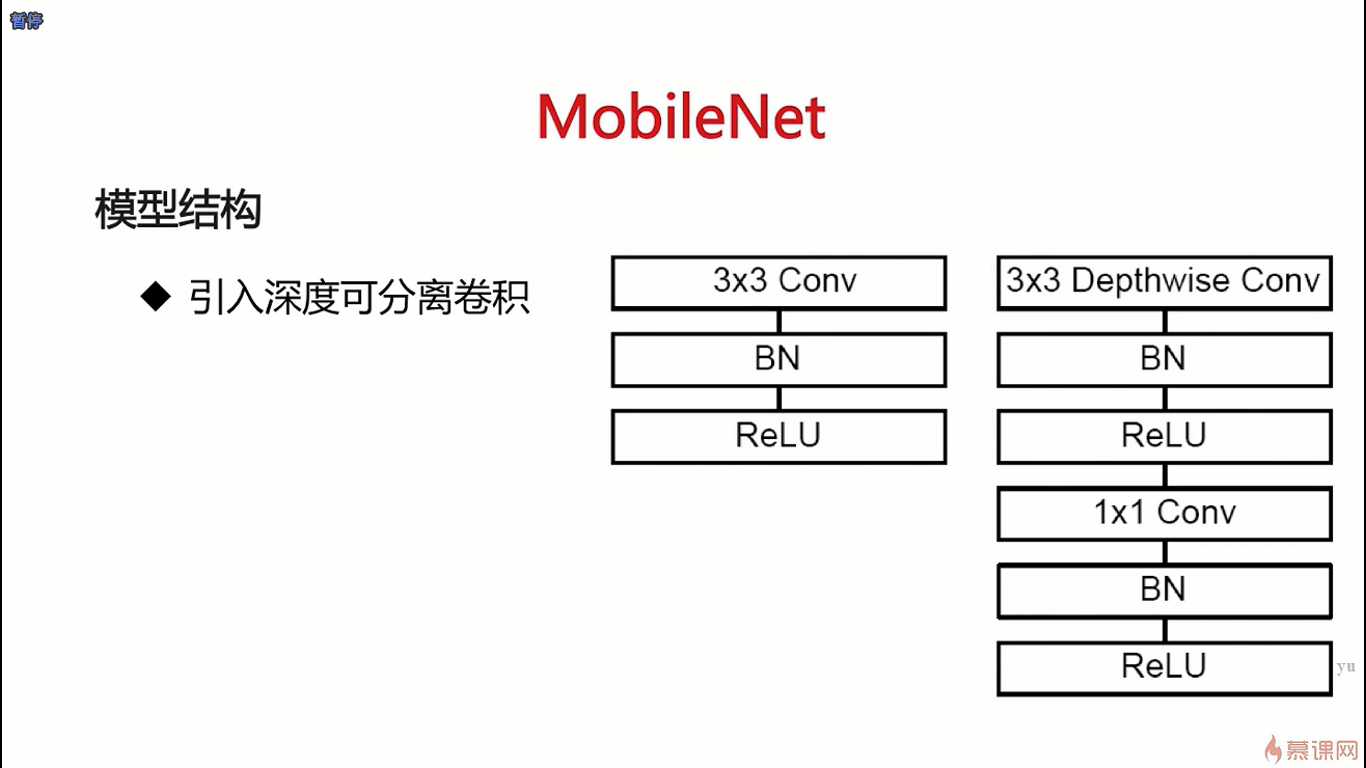 暂停
MobileNet
模型结构
◆ 引入深度可分离卷积
3x3 Conv
BN
ReLU
3x3 Depthwise Conv
BN
ReLU
1x1 Conv
BN
ReLU
yu
慕课网